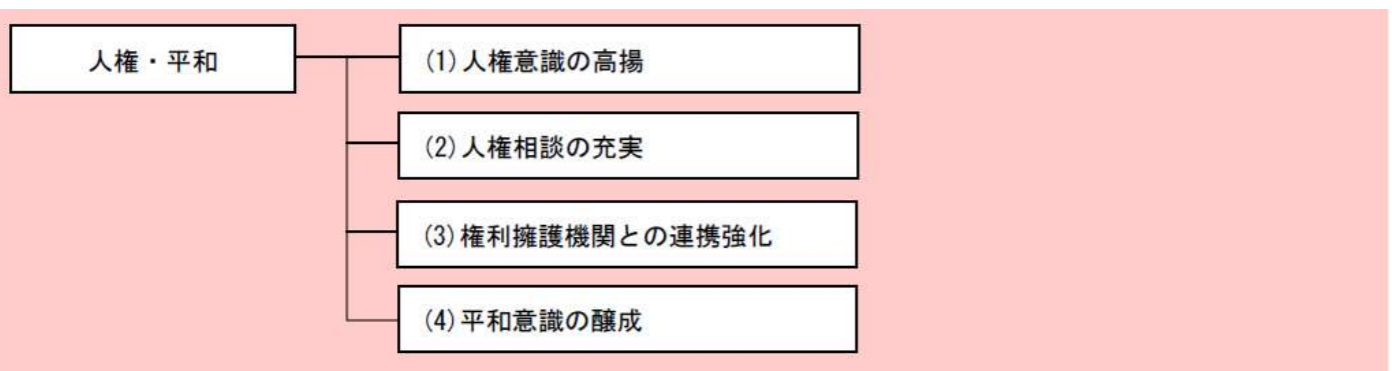 人権・平和
(1)人権意識の高揚
(2)人権相談の充実
(3)権利擁護機関との連携強化
(4)平和意識の醸成